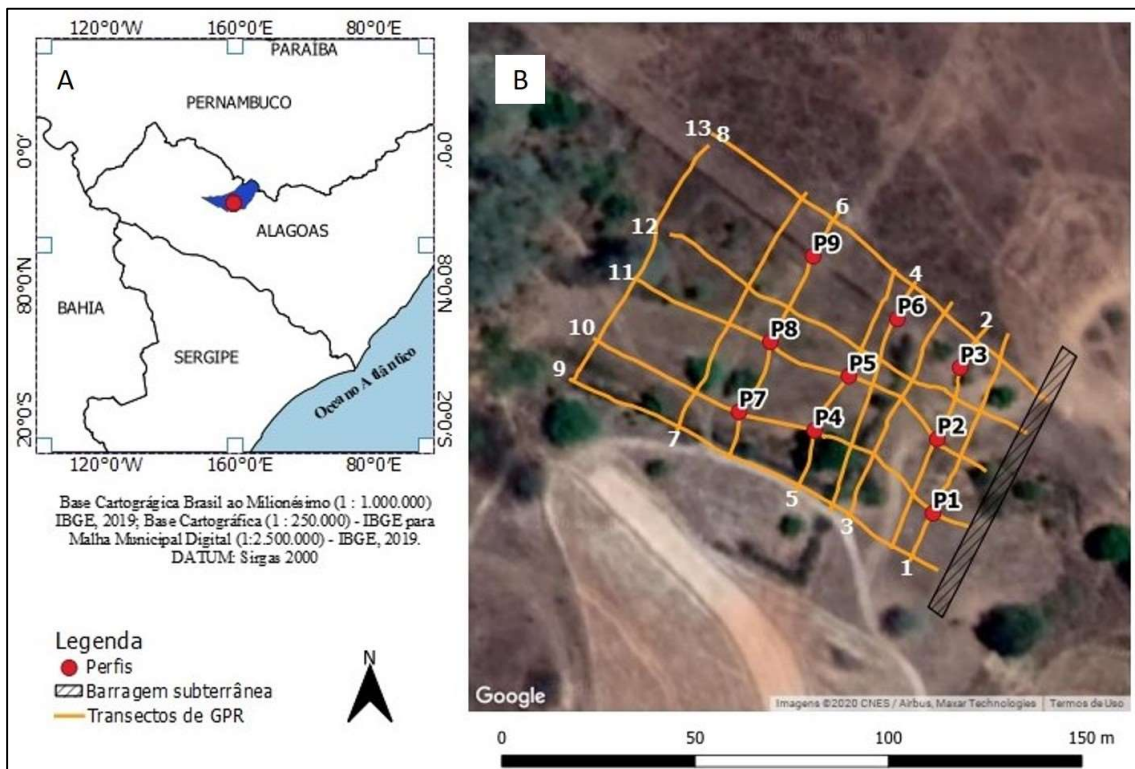 120°0'W 160°0'E 80°0'E
A
PARAÍBA
PERNAMBUCO
0°0'
0°0'
ALAGOAS
80°0'N
80°0'N
BAHIA
SERGIPE
Oceano Atlântico
20°0'S
20°0'S
120°0'W 160°0'E 80°0'E
Base Cartográgica Brasil ao Milionésimo (1 : 1.000.000)
IBGE, 2019; Base Cartográfica (1 : 250.000) - IBGE para
Malha Municipal Digital (1:2.500.000) - IBGE, 2019.
DATUM: Sirgas 2000
Legenda
Perfis
Barragem subterrânea
Transectos de GPR
N
B
13 8
12
6
P9
11
4
P6
10
P8
2
P3
9
P5
P7
P4
P2
7
5
3
P1
1
Google
Imagens ©2020 CNES / Airbus, Maxar Technologies Termos de Uso
0 50 100 150 m